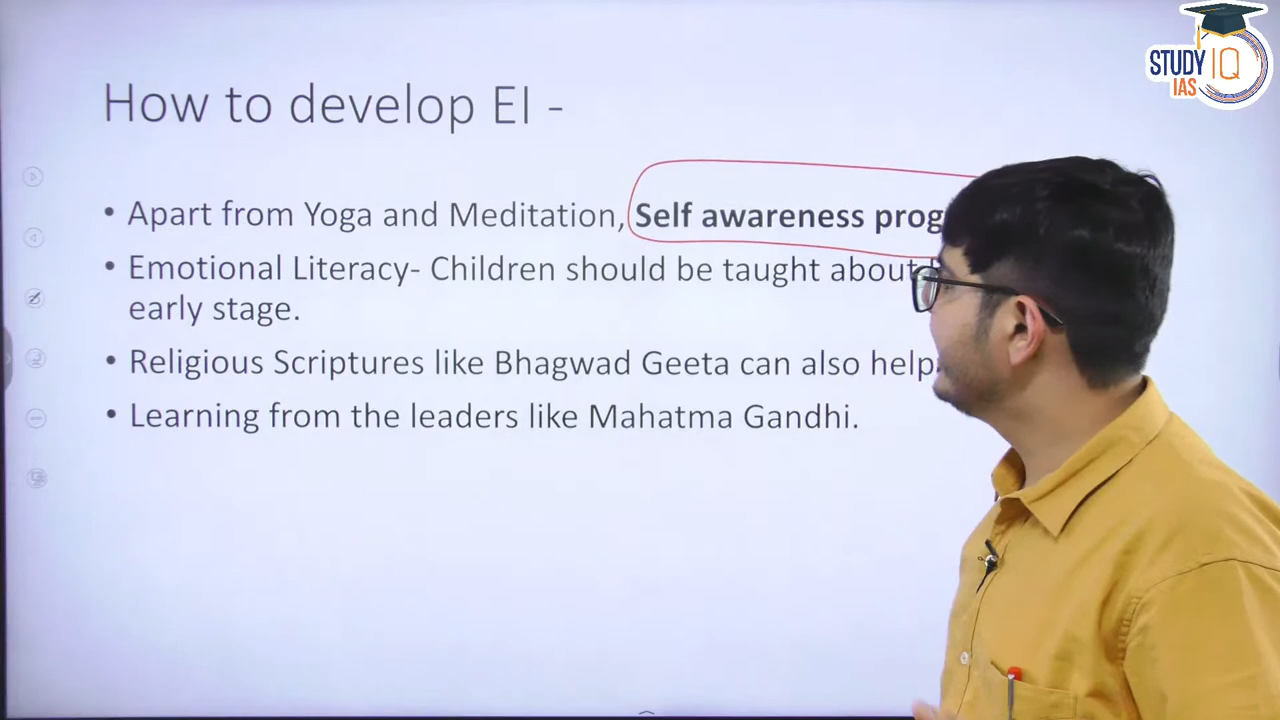 STUDY IQ
IAS
How to develop EI -
• Apart from Yoga and Meditation, Self awareness
• Emotional Literacy- Children should be taught about
early stage.
• Religious Scriptures like Bhagwad Geeta can also help
• Learning from the leaders like Mahatma Gandhi.